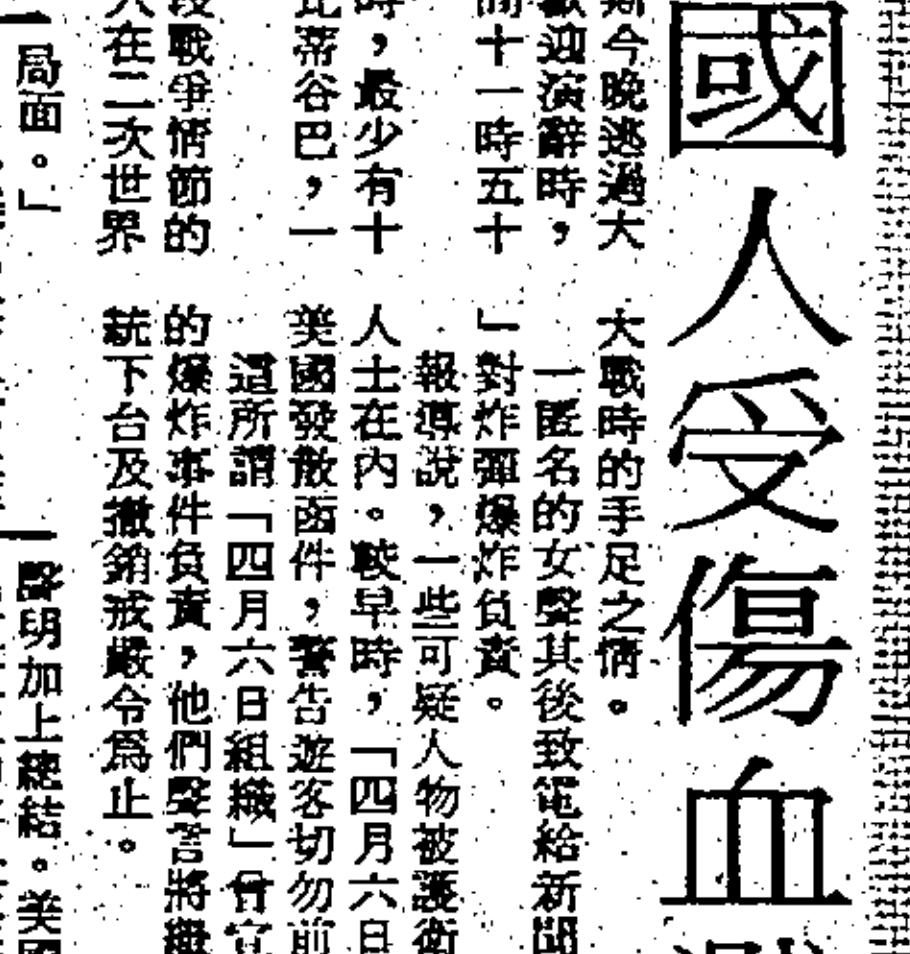 國人受傷血
今晚逃過大
歡迎演辭時，
間十一時五十
時，最少有十
比蒂谷巴，一
段戰爭情節的
人在二次世界
大戰時的手足之情。
一匿名的女聲其後致電給新聞
」對炸彈爆炸負責。
報導說，一些可疑人物被護衛
人士在內。較早時，「四月六日
美國發散函件，警告遊客切勿前
這所謂「四月六日組織」曾宣
的爆炸事件負責，他們聲言將繼
統下台及撤銷戒嚴令爲止。
局面。」
聲明加上總結。美國